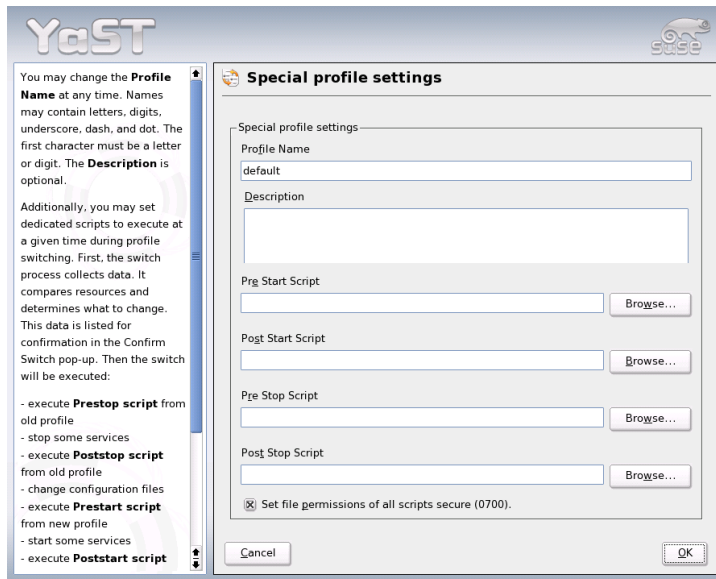 YaST
suse
You may change the Profile
Name at any time. Names
may contain letters, digits,
underscore, dash, and dot. The
first character must be a letter
or digit. The Description is
optional.
Additionally, you may set
dedicated scripts to execute at
a given time during profile
switching. First, the switch
process collects data. It
compares resources and
determines what to change.
This data is listed for
confirmation in the Confirm
Switch pop-up. Then the switch
will be executed:
- execute Prestop script from
old profile
- stop some services
- execute Poststop script
from old profile
- change configuration files
- execute Prestart script
from new profile
- start some services
- execute Poststart script
Special profile settings
Special profile settings
Profile Name
default
Description
Pre Start Script
Browse...
Post Start Script
Browse...
Pre Stop Script
Browse...
Post Stop Script
Browse...
Set file permissions of all scripts secure (0700).
Cancel
OK